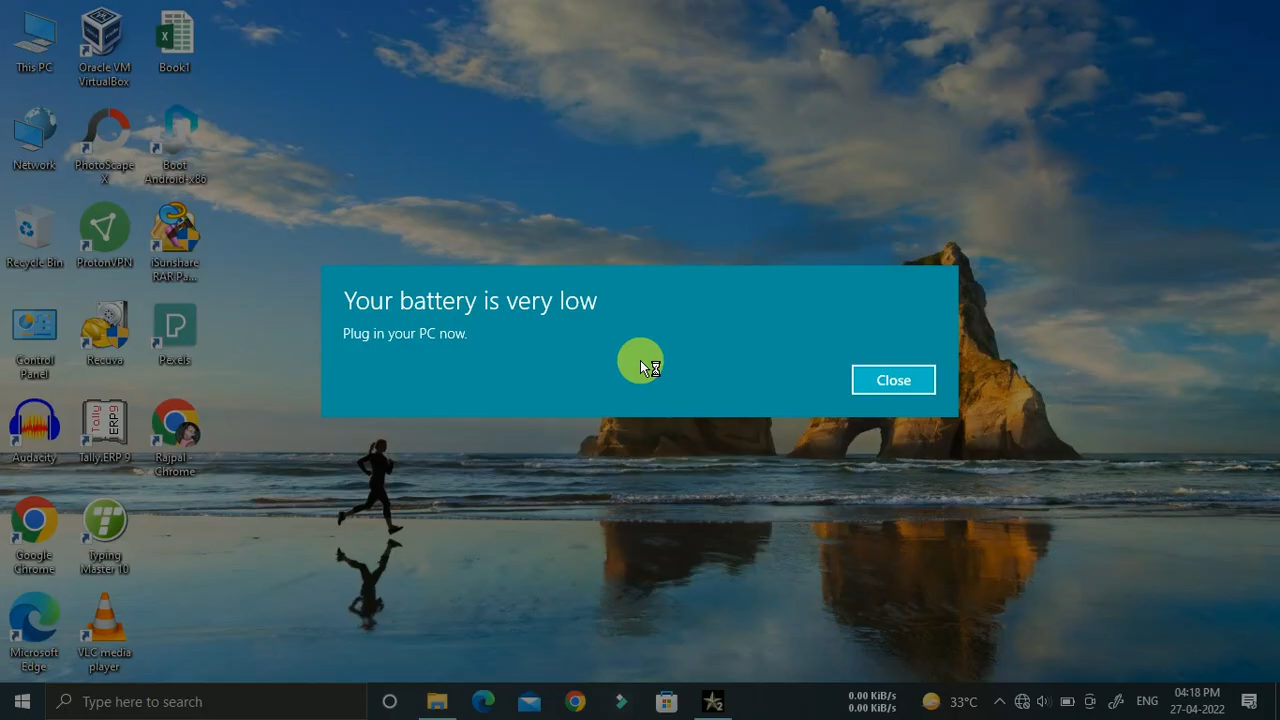 This PC
Oracle VM
VirtualBox
Book1
Network
PhotoScape
X
Boot
Android-x86
Recycle Bin
ProtonVPN
iSunshare
RAR Pa...
Control
Panel
Recuva
Pexels
Audacity
Tally.ERP 9
Rajpal -
Chrome
Google
Chrome
Typing
Master 10
Microsoft
Edge
VLC media
player
Tally
ERP9
Your battery is very low
Plug in your PC now.
Close
Type here to search
0.00 KiB/s
0.00 KiB/s
33°C
ENG
04:18 PM
27-04-2022